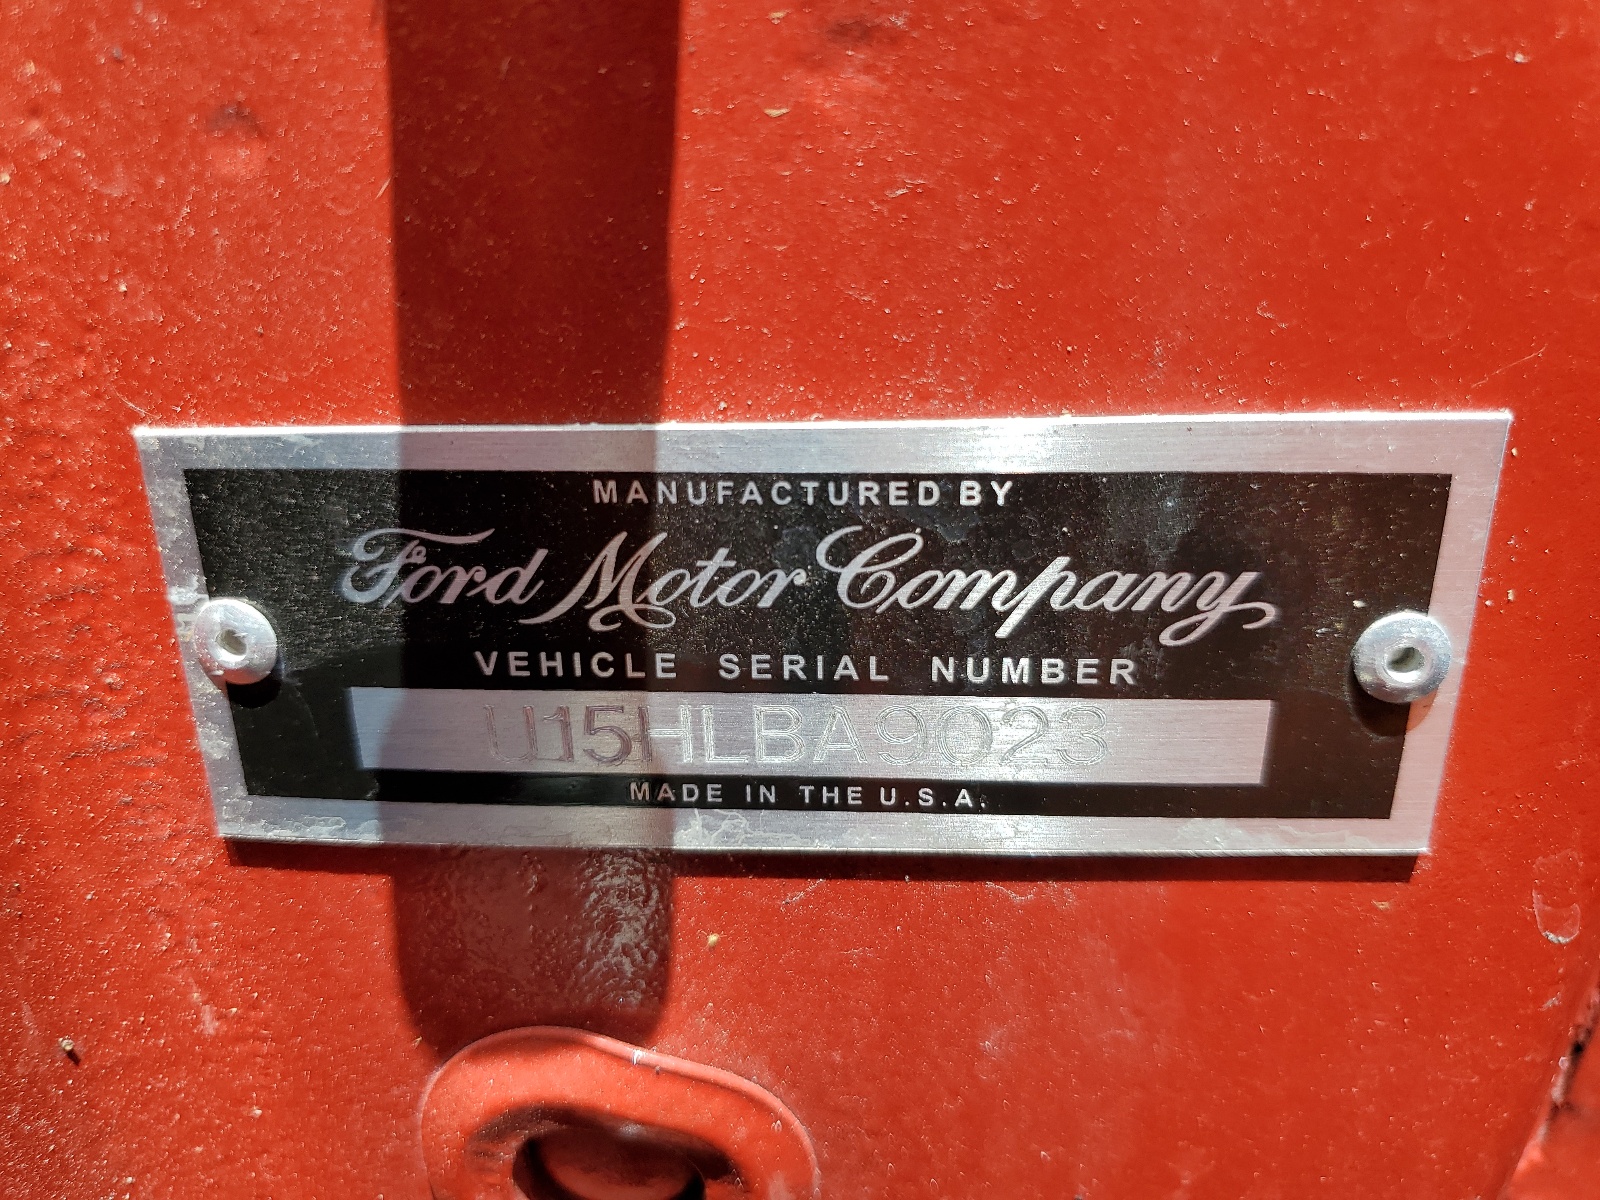 MANUFACTURED BY
Ford Motor Company
VEHICLE SERIAL NUMBER
U15HLBA9023
MADE IN THE U.S.A.